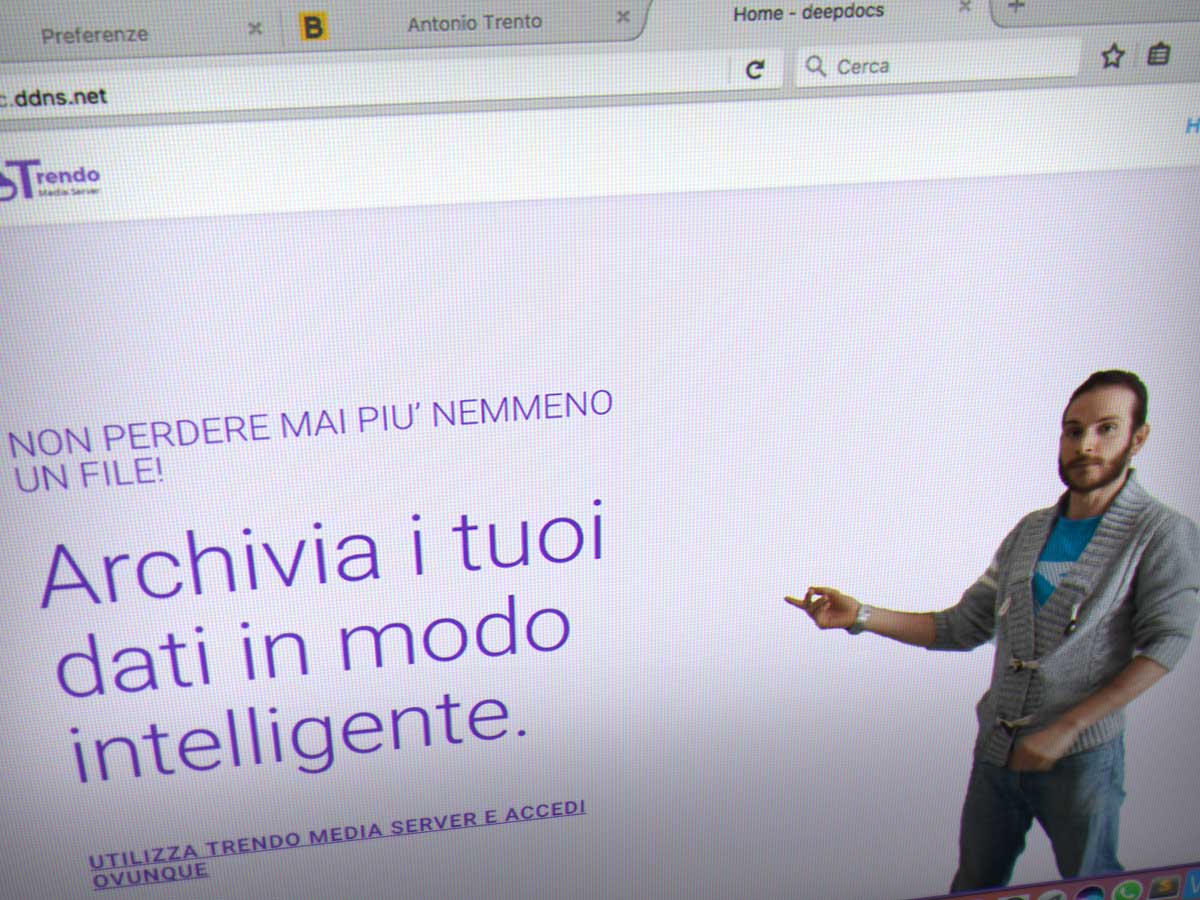 Preferenze
B
Antonio Trento
Home - deepdocs
.ddns.net
Cerca
Trendo
Media Server
H
NON PERDERE MAI PIU' NEMMENO
UN FILE!
Archivia i tuoi
dati in modo
intelligente.
UTILIZZA TRENDO MEDIA SERVER E ACCEDI
OVUNQUE